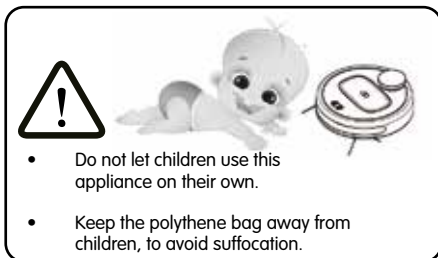 • Do not let children use this
appliance on their own.
• Keep the polythene bag away from
children, to avoid suffocation.